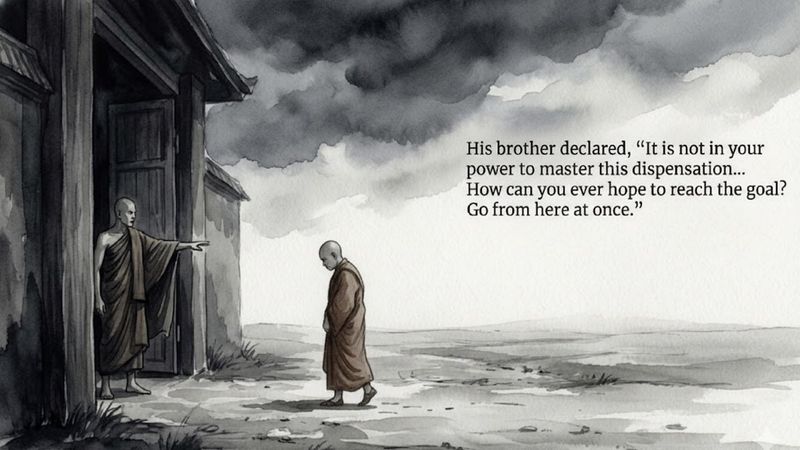 His brother declared, “It is not in your
power to master this dispensation...
How can you ever hope to reach the goal?
Go from here at once.”